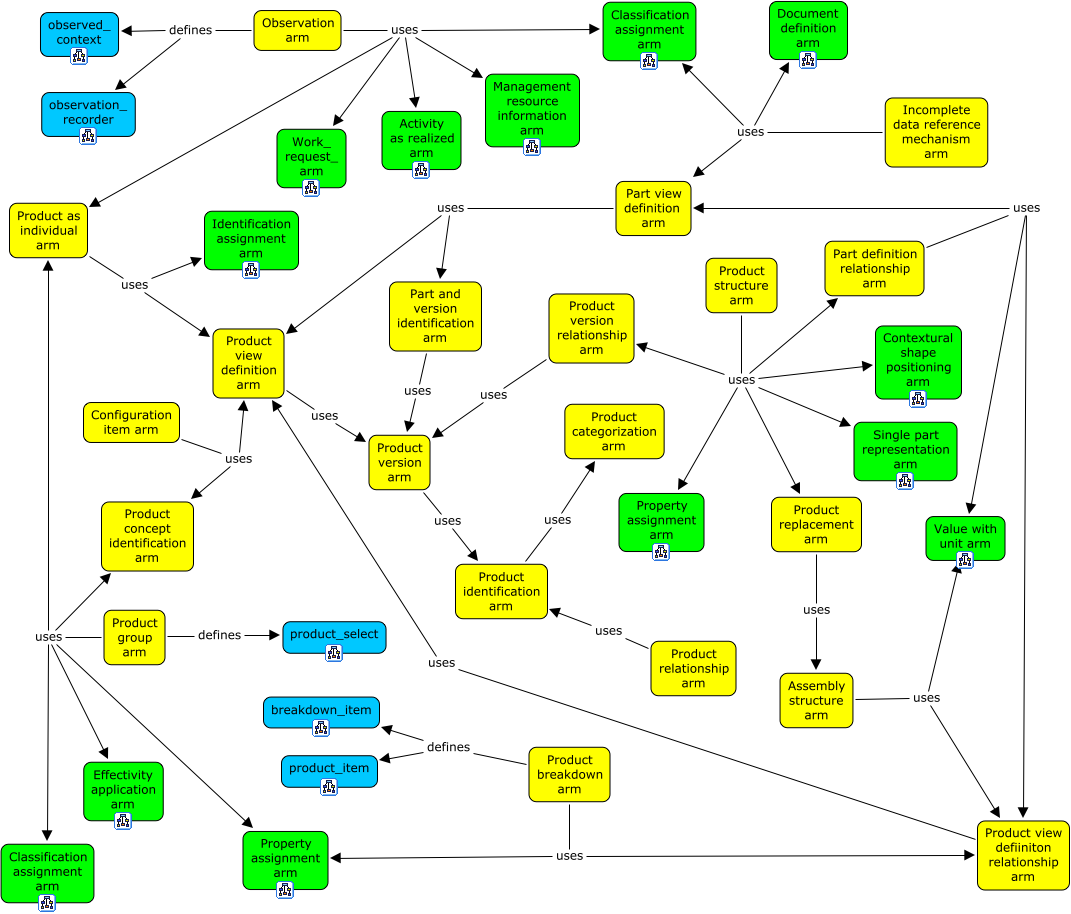 observed_
context
defines
Observation
arm
uses
Classification
assignment
arm
Document
definition
arm
observation_
recorder
Work_
request_
arm
Activity
as realized
arm
Management
resource
information
arm
uses
Incomplete
data reference
mechanism
arm
Product as
individual
arm
Identification
assignment
arm
uses
uses
Part view
definition
arm
uses
Part and
version
identification
arm
Product
version
relationship
arm
Product
structure
arm
Part definition
relationship
arm
Product
view
definition
arm
uses
uses
uses
uses
Contextural
shape
positioning
arm
Configuration
item arm
uses
Product
version
arm
Product
categorization
arm
Single part
representation
arm
Product
concept
identification
arm
uses
uses
Property
assignment
arm
Product
replacement
arm
Value with
unit arm
Product
identification
arm
uses
uses
Product
group
arm
defines
product_select
uses
uses
Product
relationship
arm
Assembly
structure
arm
uses
breakdown_item
product_item
defines
Product
breakdown
arm
Effectivity
application
arm
Classification
assignment
arm
Property
assignment
arm
uses
Product view
defiiniton
relationship
arm